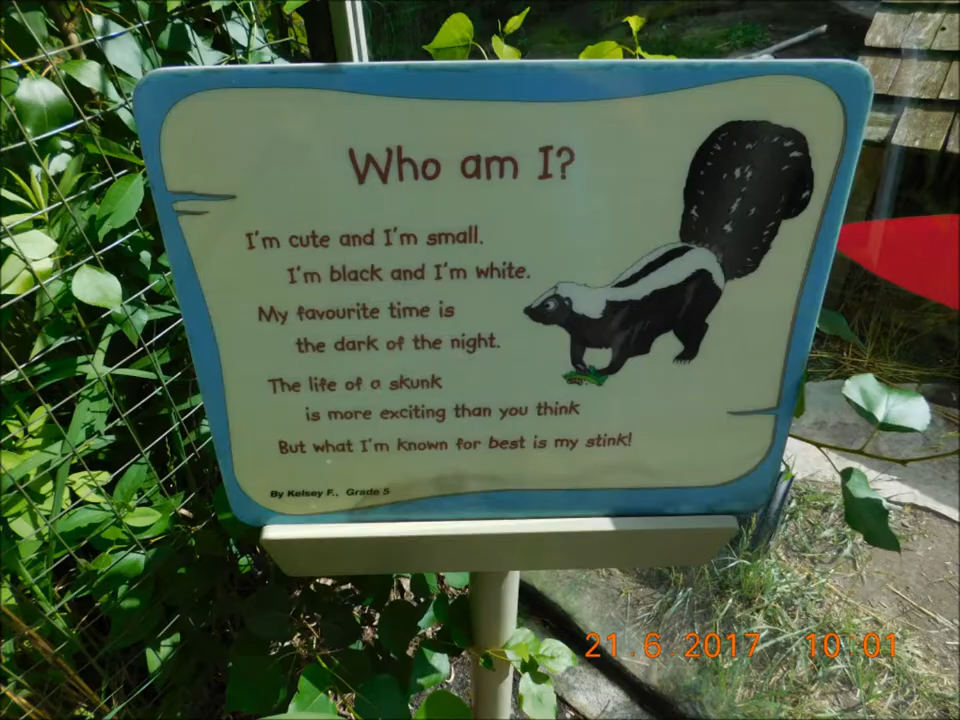 Who am I?
I'm cute and I'm small.
I'm black and I'm white.
My favourite time is
the dark of the night.
The life of a skunk
is more exciting than you think
But what I'm known for best is my stink!
By Kelsey F., Grade 5
21.6.2017 10:01